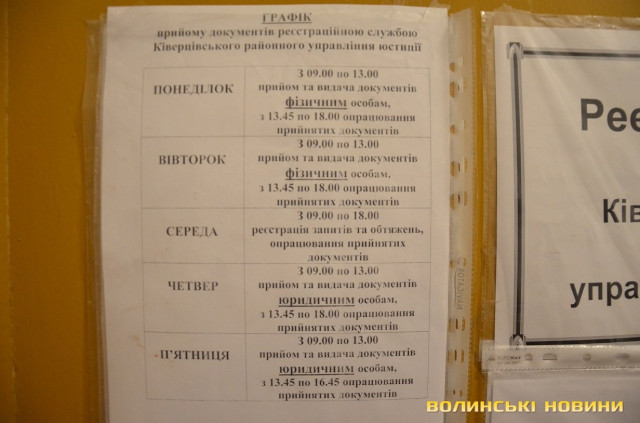 ГРАФІК
прийому документів реєстраційною службою
Ківерцівського районного управління юстиції
ПОНЕДІЛОК
З 09.00 по 13.00
прийом та видача документів
фізичним особам,
з 13.45 по 18.00 опрацювання
прийнятих документів
ВІВТОРОК
З 09.00 по 13.00
прийом та видача документів
фізичним особам,
з 13.45 по 18.00 опрацювання
прийнятих документів
СЕРЕДА
З 09.00 по 18.00
реєстрація запитів та обтяжень,
опрацювання прийнятих
документів
ЧЕТВЕР
З 09.00 по 13.00
прийом та видача документів
юридичним особам,
з 13.45 по 18.00 опрацювання
прийнятих документів
П'ЯТНИЦЯ
З 09.00 по 13.00
прийом та видача документів
юридичним особам,
з 13.45 по 16.45 опрацювання
прийнятих документів
Рее
Ків
упра
ВОЛИНСЬКІ НОВИНИ